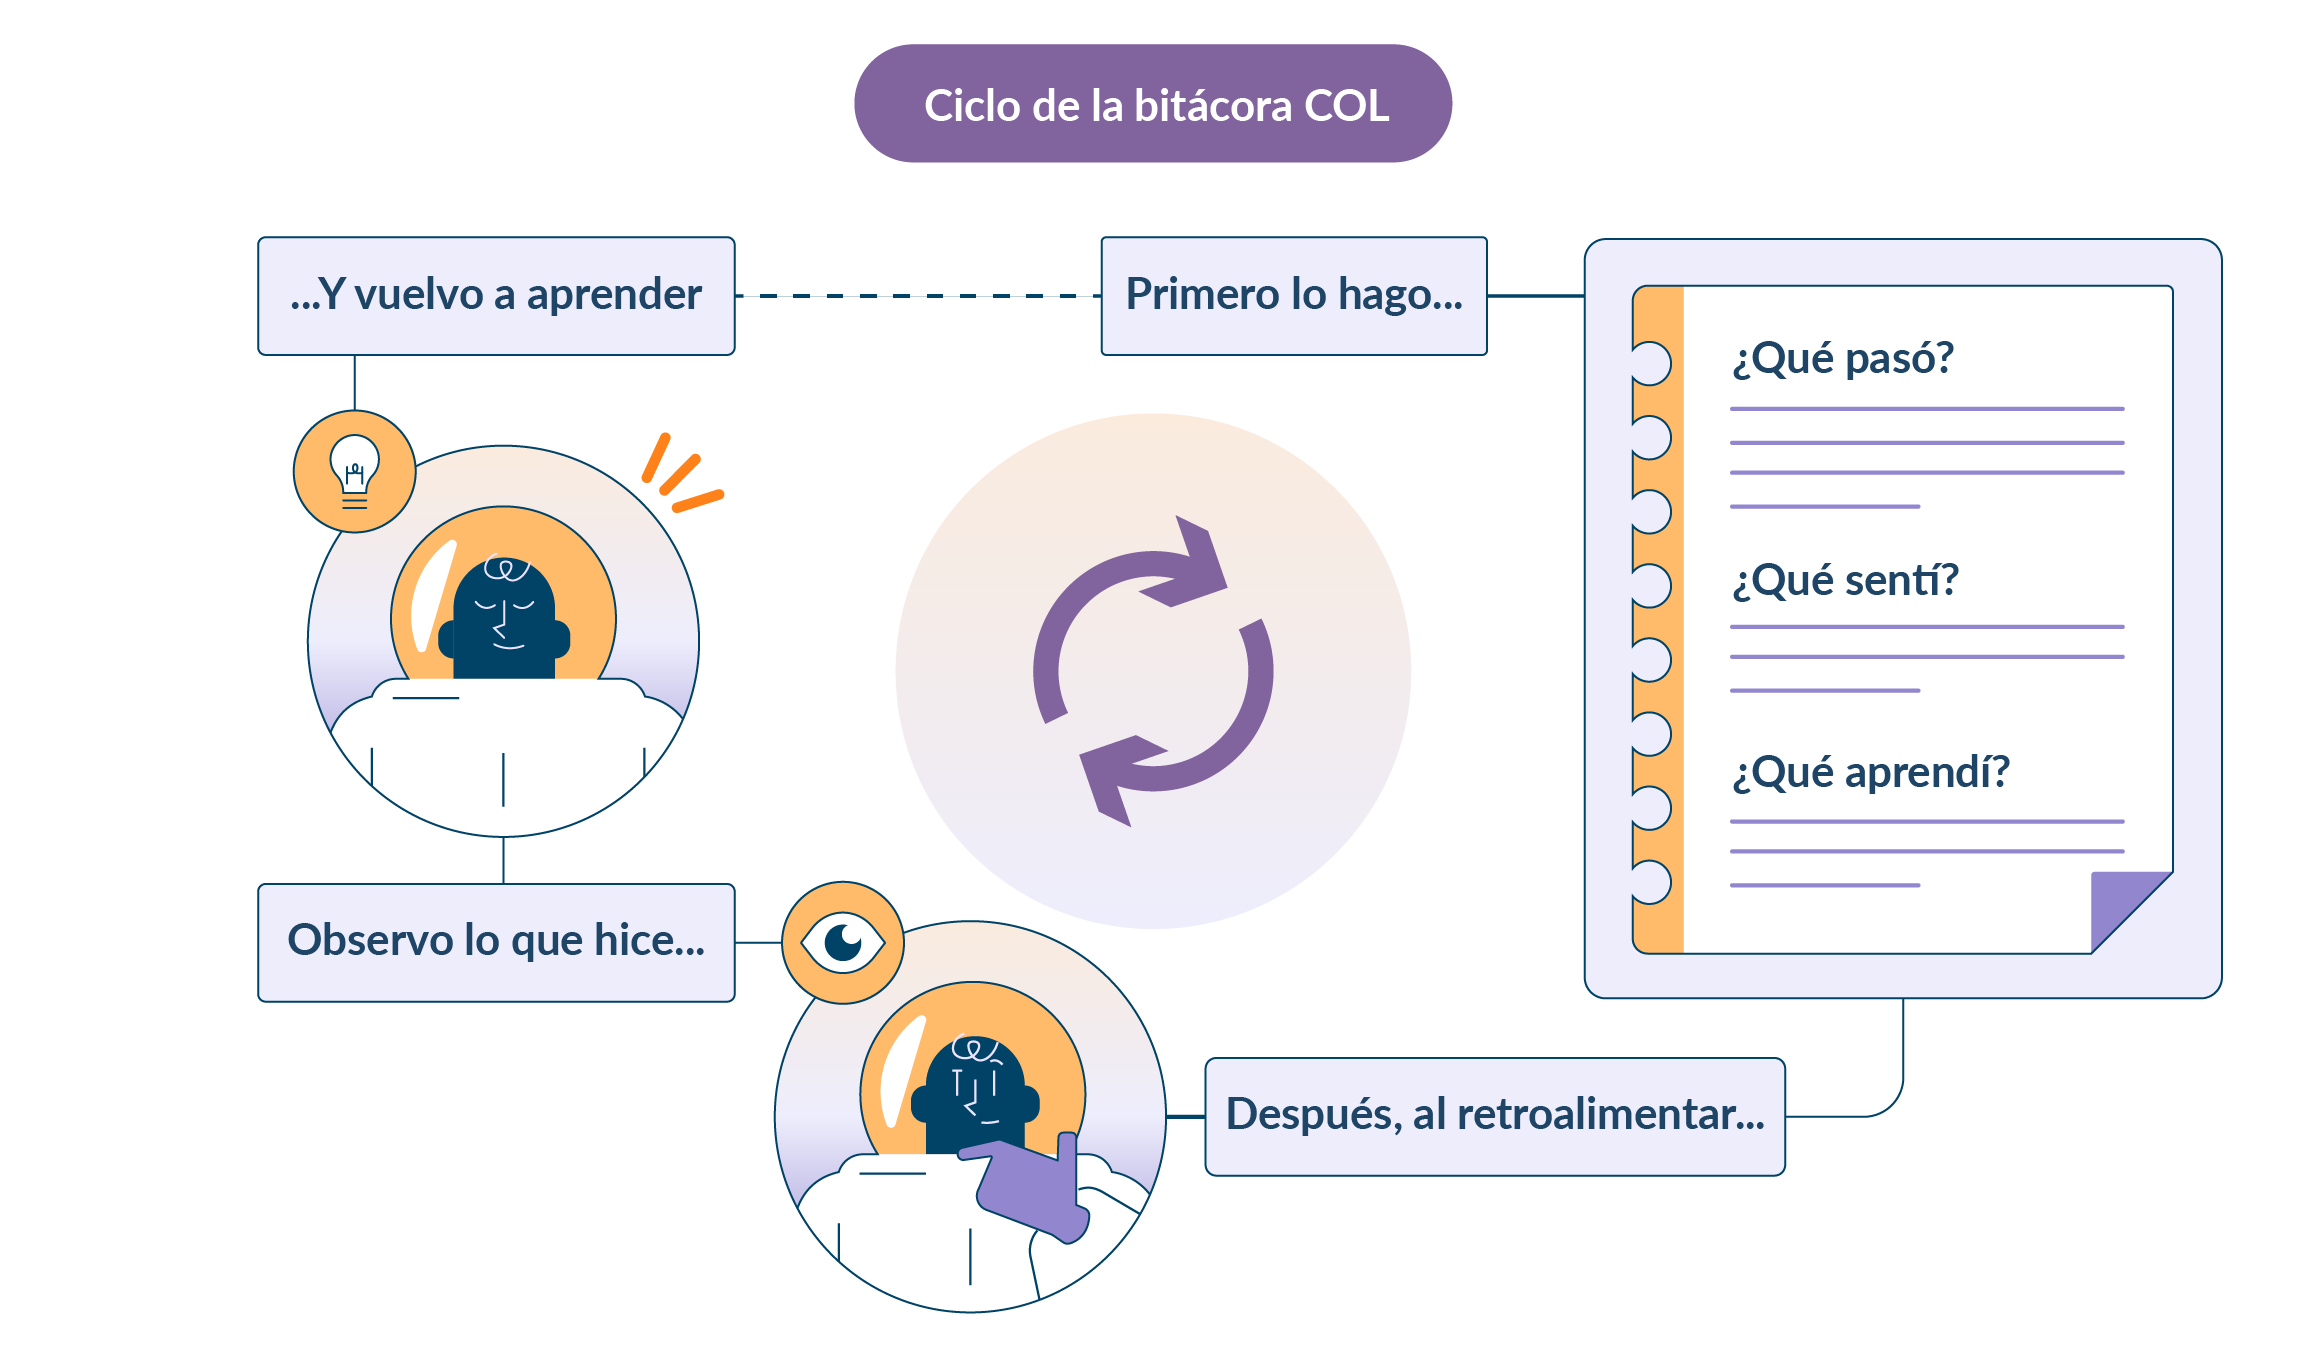 Ciclo de la bitácora COL
...Y vuelvo a aprender
Primero lo hago...
¿Qué pasó?
¿Qué sentí?
¿Qué aprendí?
Observo lo que hice...
Después, al retroalimentar...